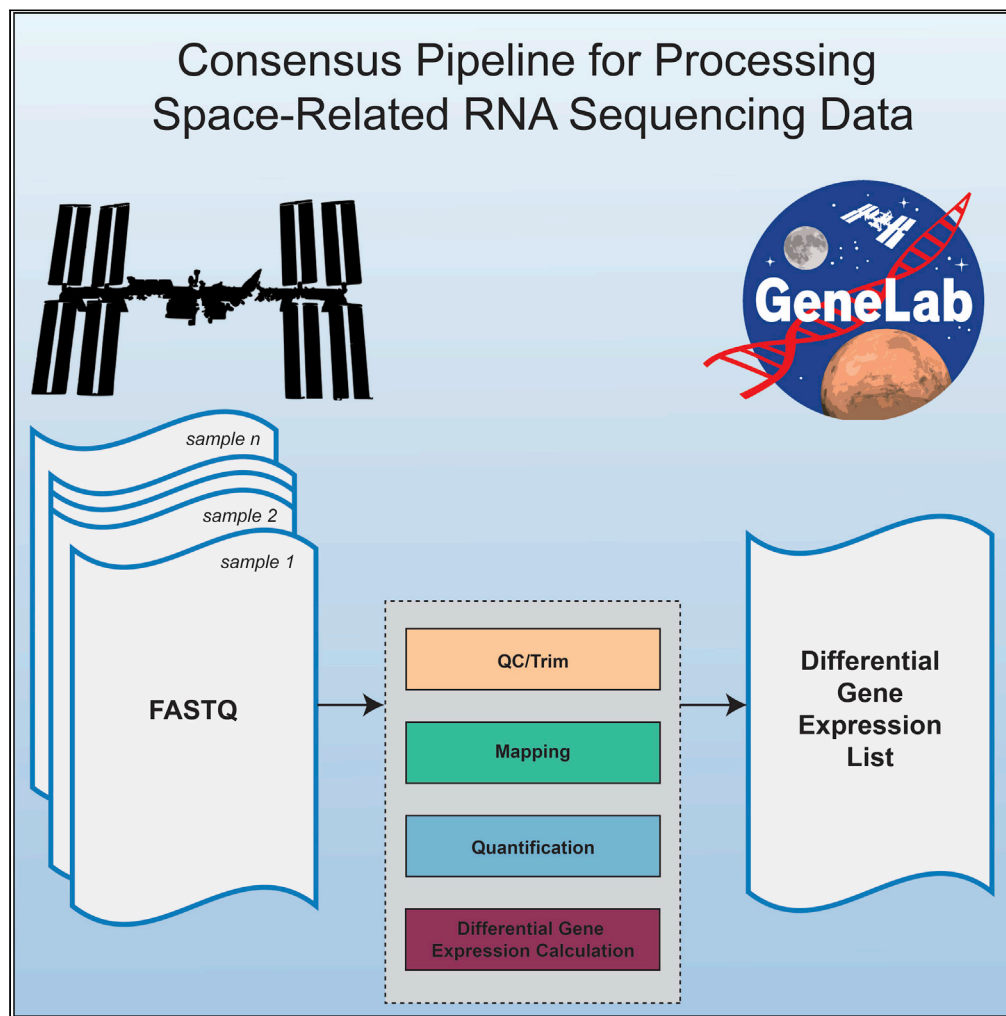 Consensus Pipeline for Processing
Space-Related RNA Sequencing Data
GeneLab
sample n
sample 2
sample 1
FASTQ
QC/Trim
Mapping
Quantification
Differential Gene
Expression Calculation
Differential
Gene
Expression
List